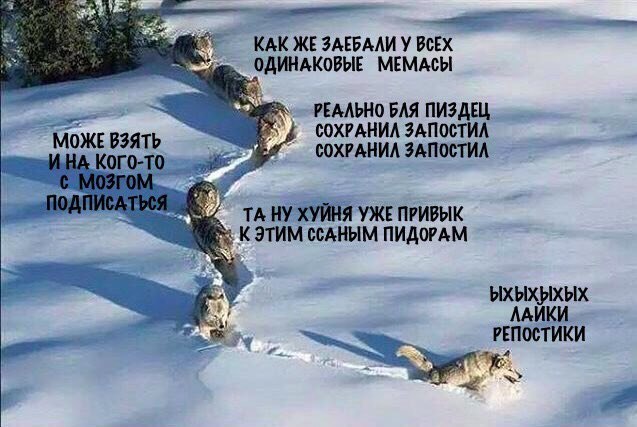 КАК ЖЕ ЗАЕБАЛИ У ВСЕХ
ОДИНАКОВЫЕ МЕМАСЫ
РЕАЛЬНО БЛЯ ПИЗДЕЦ
СОХРАНИЛ ЗАПОСТИЛ
СОХРАНИЛ ЗАПОСТИЛ
МОЖЕ ВЗЯТЬ
И НА КОГО-ТО
С МОЗГОМ
ПОДПИСАТЬСЯ
ТА НУ ХУЙНЯ УЖЕ ПРИВЫК
К ЭТИМ ССАНЫМ ПИДОРАМ
ЫХЫХЫХЫХ
ЛАЙКИ
РЕПОСТИКИ